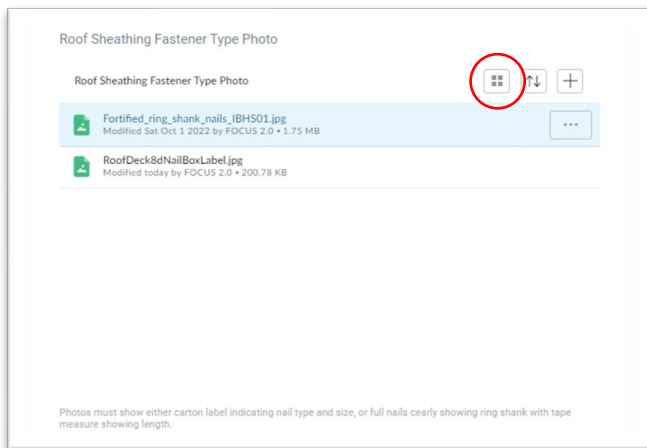 Roof Sheathing Fastener Type Photo
Roof Sheathing Fastener Type Photo
Fortified_ring_shank_nails_IBHS01.jpg
Modified Sat Oct 1 2022 by FOCUS 2.0 • 1.75 MB
RoofDeck8dNailBoxLabel.jpg
Modified today by FOCUS 2.0 • 200.78 KB
Photos must show either carton label indicating nail type and size, or full nails cearly showing ring shank with tape
measure showing length.